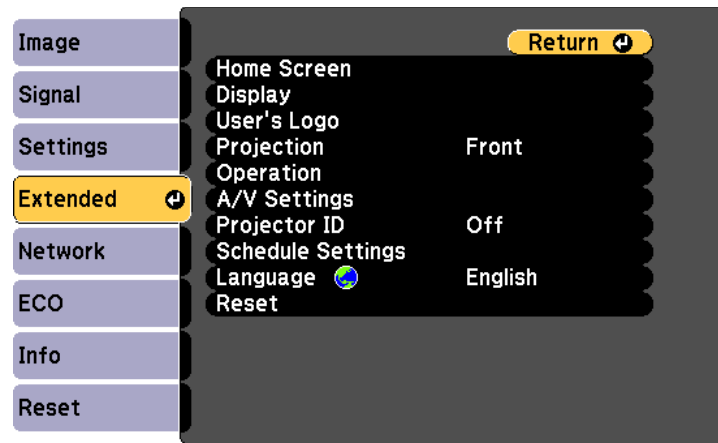 Image
Signal
Settings
Extended
Network
ECO
Info
Reset
Return
Home Screen
Display
User's Logo
Projection Front
Operation
A/V Settings
Projector ID Off
Schedule Settings
Language English
Reset